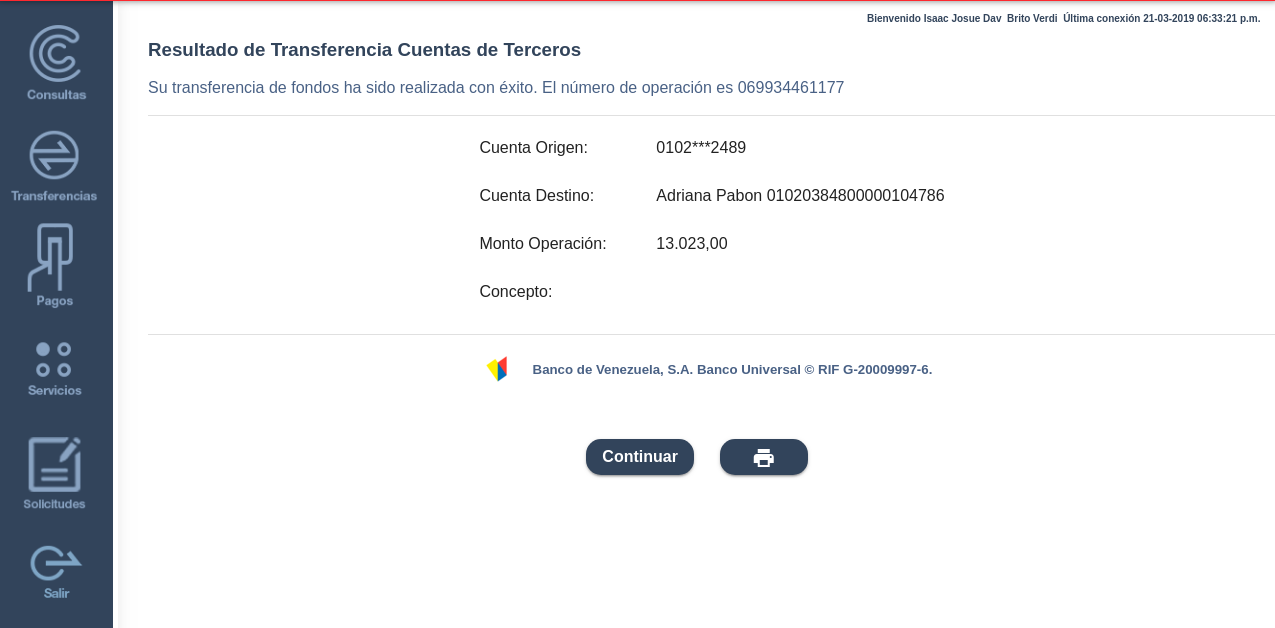 Bienvenido Isaac Josue Dav  Brito Verdi  Última conexión 21-03-2019 06:33:21 p.m.
Resultado de Transferencia Cuentas de Terceros
Su transferencia de fondos ha sido realizada con éxito. El número de operación es 069934461177
Cuenta Origen: 0102***2489
Cuenta Destino: Adriana Pabon 01020384800000104786
Monto Operación: 13.023,00
Concepto:
Banco de Venezuela, S.A. Banco Universal © RIF G-20009997-6.
Continuar
Consultas
Transferencias
Pagos
Servicios
Solicitudes
Salir